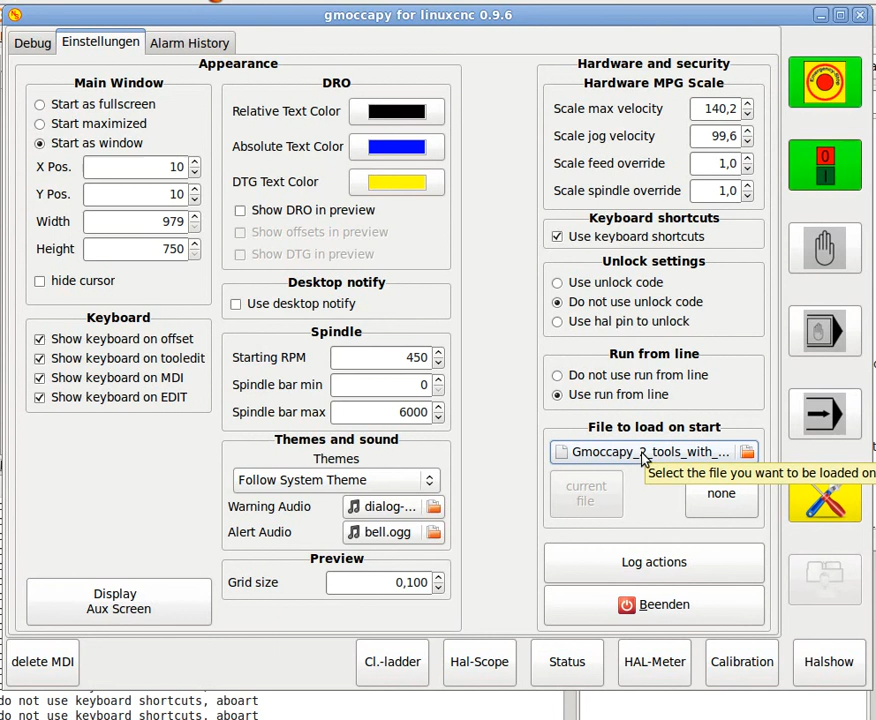 gmoccapy for linuxcnc 0.9.6
Debug
Einstellungen
Alarm History
Appearance
Main Window
Start as fullscreen
Start maximized
Start as window
X Pos.
10
Y Pos.
10
Width
979
Height
750
hide cursor
Keyboard
Show keyboard on offset
Show keyboard on tooledit
Show keyboard on MDI
Show keyboard on EDIT
Display
Aux Screen
DRO
Relative Text Color
Absolute Text Color
DTG Text Color
Show DRO in preview
Show offsets in preview
Show DTG in preview
Desktop notify
Use desktop notify
Spindle
Starting RPM
450
Spindle bar min
0
Spindle bar max
6000
Themes and sound
Themes
Follow System Theme
Warning Audio
dialog-...
Alert Audio
bell.ogg
Preview
Grid size
0,100
Hardware and security
Hardware MPG Scale
Scale max velocity
140,2
Scale jog velocity
99,6
Scale feed override
1,0
Scale spindle override
1,0
Keyboard shortcuts
Use keyboard shortcuts
Unlock settings
Use unlock code
Do not use unlock code
Use hal pin to unlock
Run from line
Do not use run from line
Use run from line
File to load on start
Gmoccapy_2_tools_with_...
Select the file you want to be loaded on
current
file
none
Log actions
Beenden
0
I
delete MDI
Cl.-ladder
Hal-Scope
Status
HAL-Meter
Calibration
Halshow
do not use keyboard shortcuts, aboart
do not use keyboard shortcuts, aboart